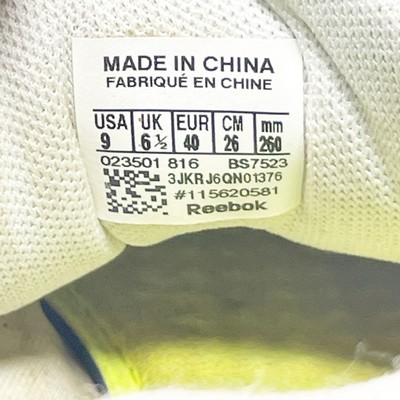 MADE IN CHINA
FABRIQUÉ EN CHINE
USA UK EUR CM mm
9 6½ 40 26 260
023501 816 BS7523
3JKRJ6QN01376
#115620581
Reebok